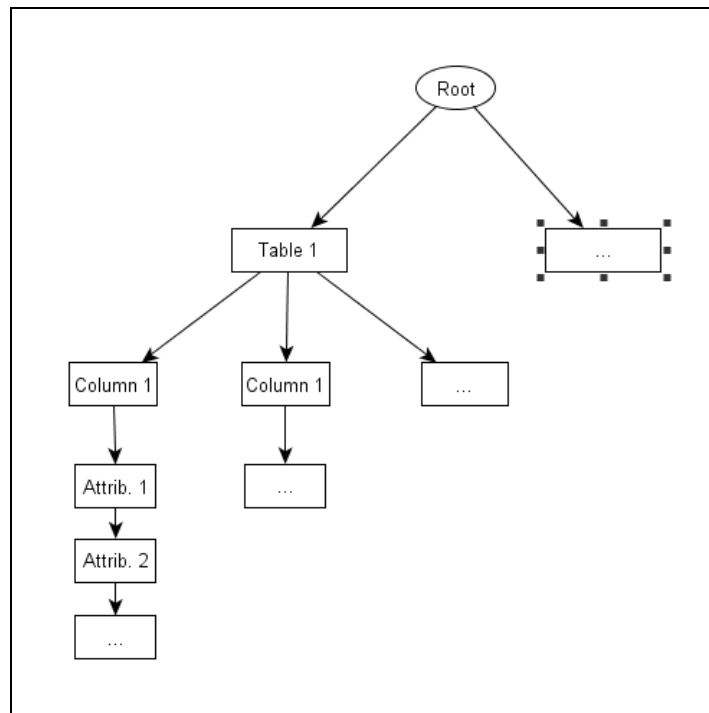 Root
Table 1
...
Column 1
Column 1
...
Attrib. 1
...
Attrib. 2
...